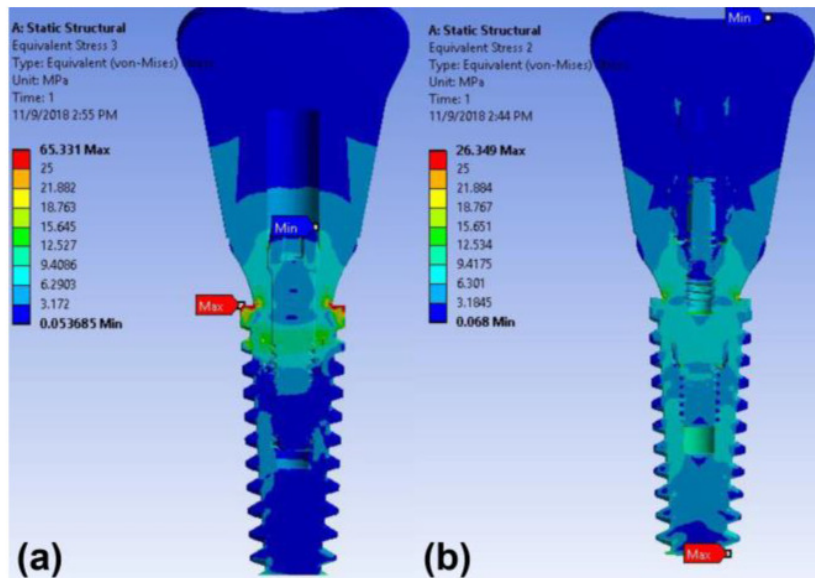 A: Static Structural
Equivalent Stress 3
Type: Equivalent (von-Mises)
Unit: MPa
Time: 1
11/9/2018 2:55 PM
65.331 Max
25
21.882
18.763
15.645
12.527
9.4086
6.2903
3.172
0.053685 Min
Min
Max
(a)
A: Static Structural
Equivalent Stress 2
Type: Equivalent (von-Mises)
Unit: MPa
Time: 1
11/9/2018 2:44 PM
26.349 Max
25
21.884
18.767
15.651
12.534
9.4175
6.301
3.1845
0.068 Min
Min
Max
(b)